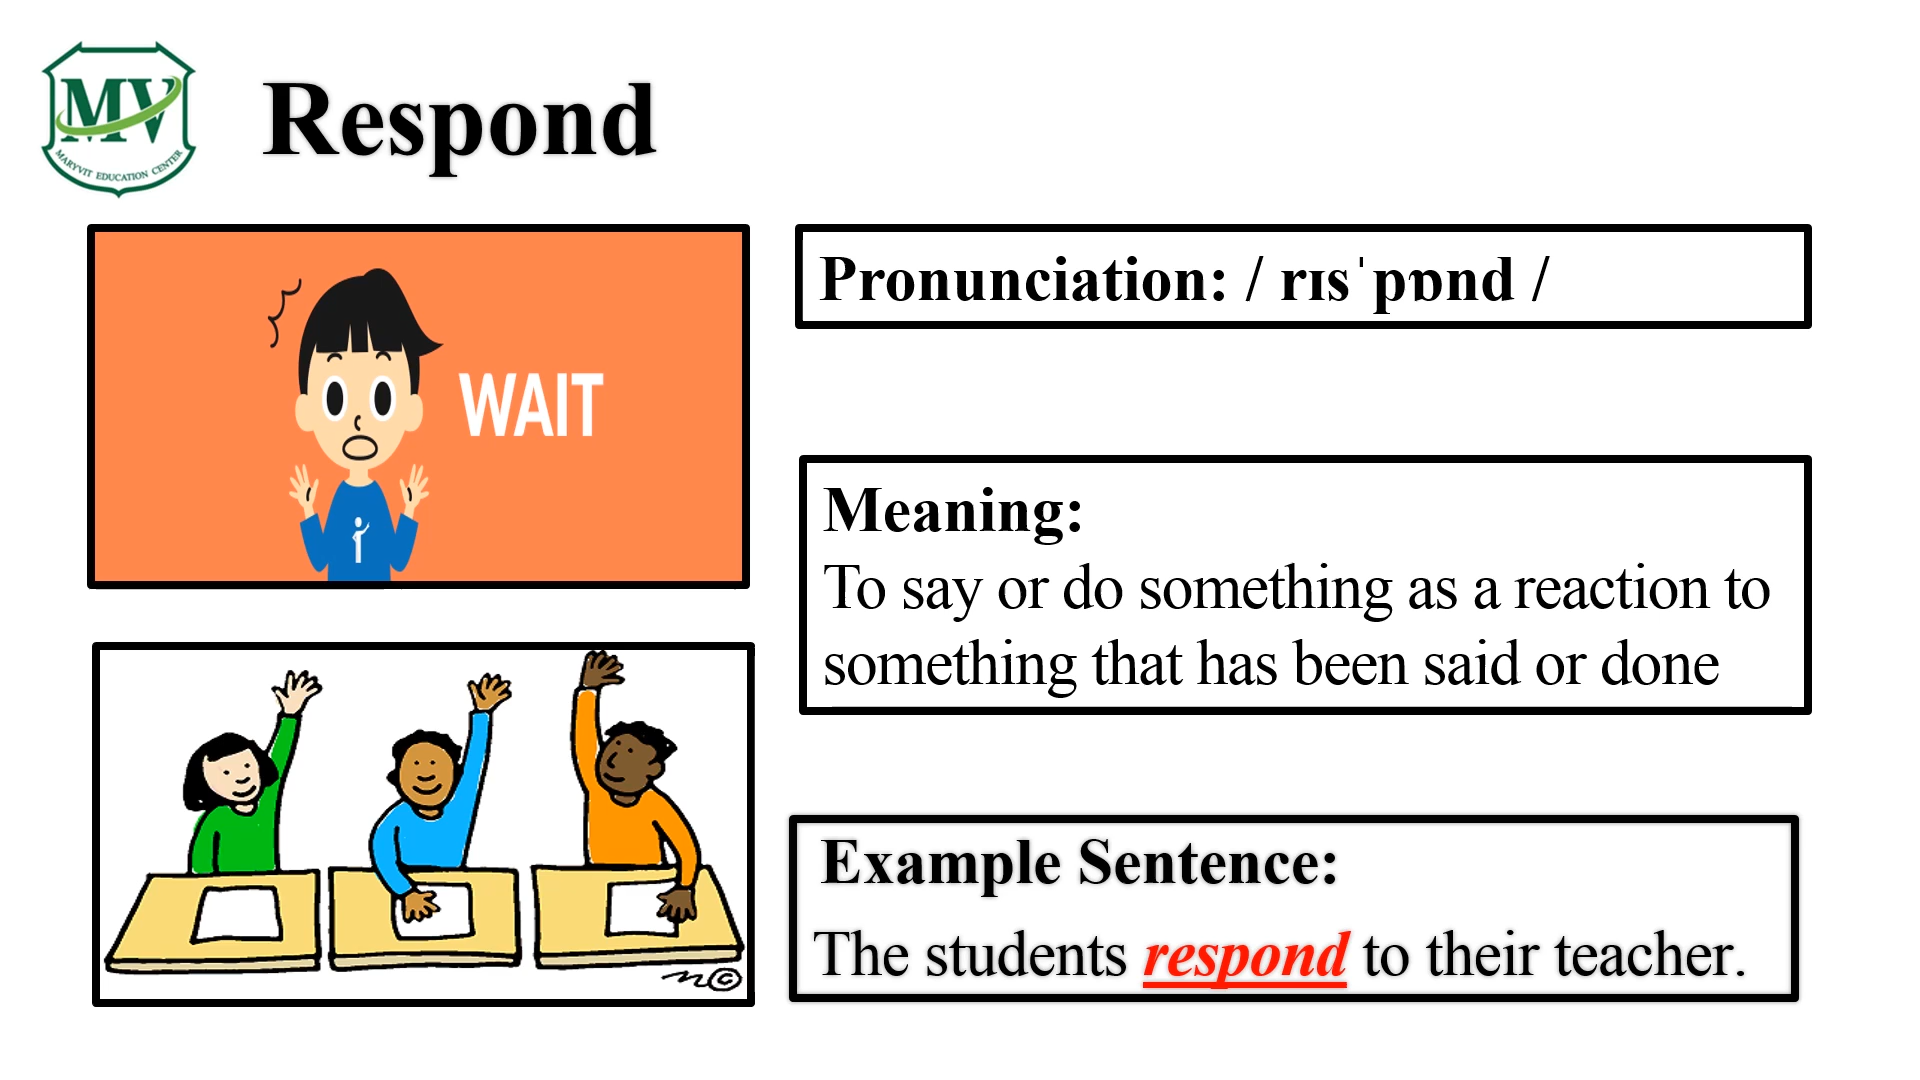 MV
MARYVIT EDUCATION CENTER
Respond
WAIT
Pronunciation: / rɪsˈpɒnd /
Meaning:
To say or do something as a reaction to
something that has been said or done
Example Sentence:
The students respond to their teacher.